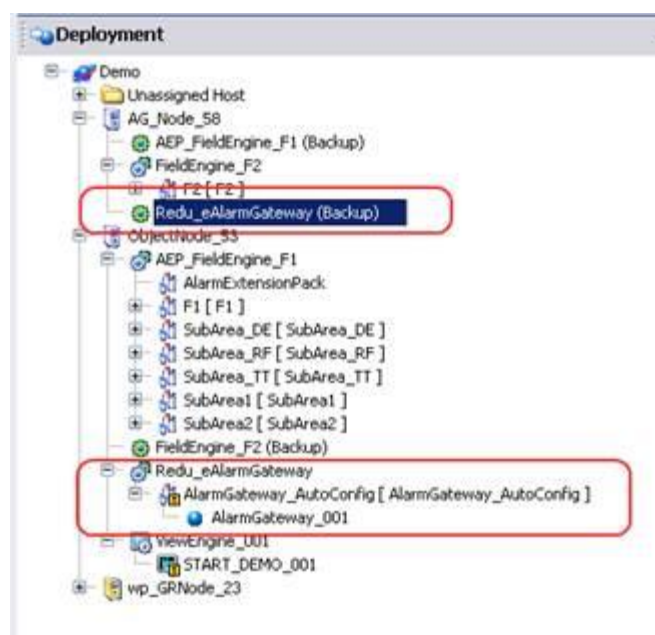 Deployment
Demo
Unassigned Host
AG_Node_58
AEP_FieldEngine_F1 (Backup)
FieldEngine_F2
F2 [ F2 ]
Redu_eAlarmGateway (Backup)
ObjectNode_53
AEP_FieldEngine_F1
AlarmExtensionPack
F1 [ F1 ]
SubArea_DE [ SubArea_DE ]
SubArea_RF [ SubArea_RF ]
SubArea_TT [ SubArea_TT ]
SubArea1 [ SubArea1 ]
SubArea2 [ SubArea2 ]
FieldEngine_F2 (Backup)
Redu_eAlarmGateway
AlarmGateway_AutoConfig [ AlarmGateway_AutoConfig ]
AlarmGateway_001
ViewEngine_001
START_DEMO_001
wp_GRNode_23